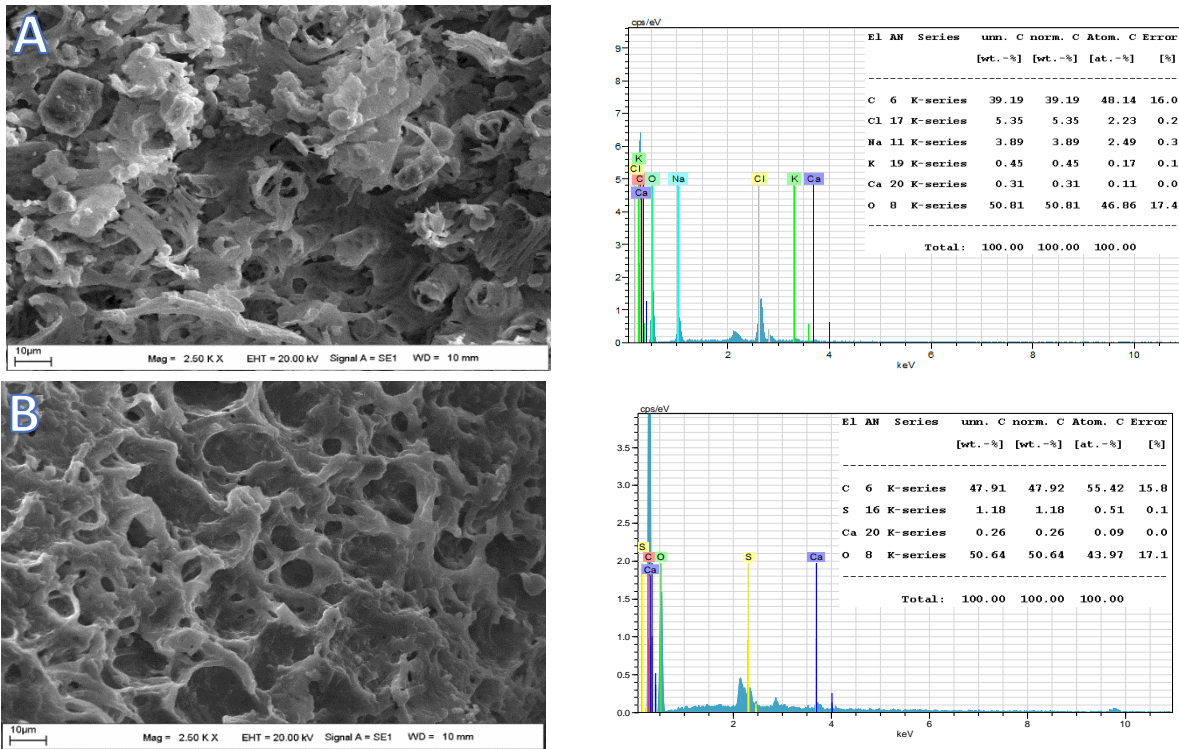 A
10µm
Mag = 2.50 K X EHT = 20.00 kV Signal A = SE1 WD = 10 mm
cps/eV
El AN Series unn. C norm. C Atom. C Error
[wt.-%] [wt.-%] [at.-%] [%]
C 6 K-series 39.19 39.19 48.14 16.0
Cl 17 K-series 5.35 5.35 2.23 0.2
Na 11 K-series 3.89 3.89 2.49 0.3
K 19 K-series 0.45 0.45 0.17 0.1
Ca 20 K-series 0.31 0.31 0.11 0.0
O 8 K-series 50.81 50.81 46.86 17.4
Total: 100.00 100.00 100.00
9
8
7
6
5
4
3
2
1
0
K
Cl
C O Na Cl K Ca
Ca
2 4 6 8 10
keV
B
10µm
Mag = 2.50 K X EHT = 20.00 kV Signal A = SE1 WD = 10 mm
cps/eV
El AN Series unn. C norm. C Atom. C Error
[wt.-%] [wt.-%] [at.-%] [%]
C 6 K-series 47.91 47.92 55.42 15.8
S 16 K-series 1.18 1.18 0.51 0.1
Ca 20 K-series 0.26 0.26 0.09 0.0
O 8 K-series 50.64 50.64 43.97 17.1
Total: 100.00 100.00 100.00
3.5
3.0
2.5
2.0
1.5
1.0
0.5
0.0
S
C O S Ca
Ca
2 4 6 8 10
keV